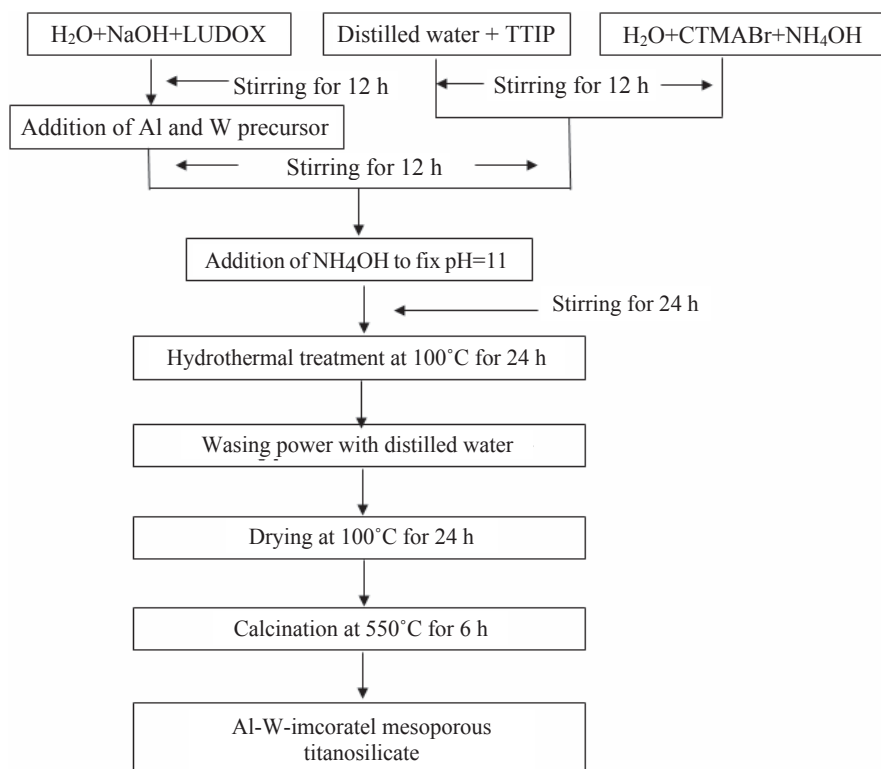 H₂O+NaOH+LUDOX
Distilled water + TTIP
H₂O+CTMABr+NH₄OH
Stirring for 12 h
Stirring for 12 h
Addition of Al and W precursor
Stirring for 12 h
Addition of NH4OH to fix pH=11
Stirring for 24 h
Hydrothermal treatment at 100˚C for 24 h
Wasing power with distilled water
Drying at 100˚C for 24 h
Calcination at 550˚C for 6 h
Al-W-imcoratel mesoporous
titanosilicate